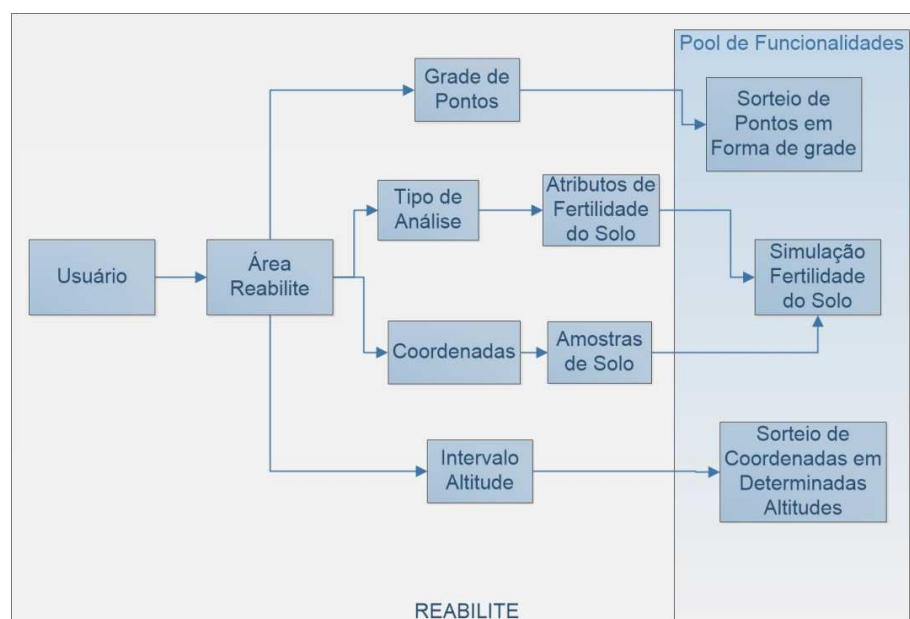 Pool de Funcionalidades
Grade de
Pontos
Sorteio de
Pontos em
Forma de grade
Tipo de
Análise
Atributos de
Fertilidade
do Solo
Usuário
Área
Reabilite
Simulação
Fertilidade
do Solo
Coordenadas
Amostras
de Solo
Intervalo
Altitude
Sorteio de
Coordenadas em
Determinadas
Altitudes
REABILITE